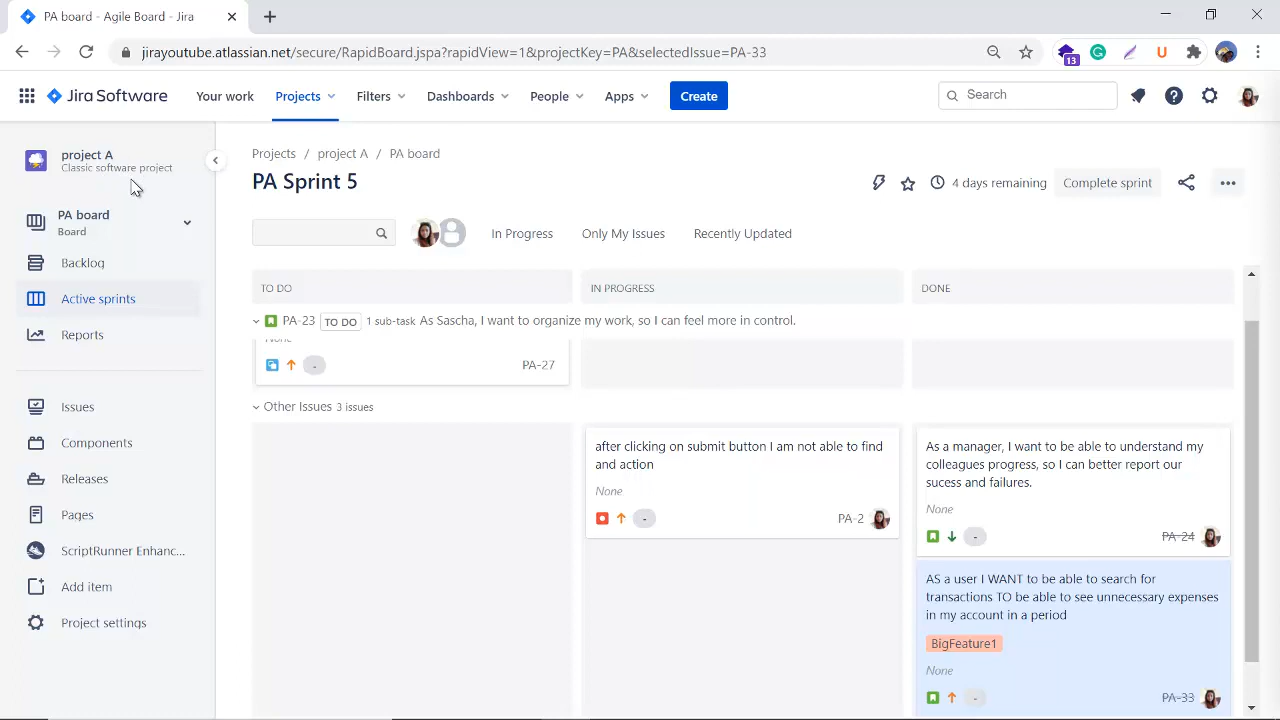 PA board - Agile Board - Jira
jirayoutube.atlassian.net/secure/RapidBoard.jspa?rapidView=1&projectKey=PA&selectedIssue=PA-33
13
U
Jira Software
Your work
Projects
Filters
Dashboards
People
Apps
Create
Search
project A
Classic software project
PA board
Board
Backlog
Active sprints
Reports
Issues
Components
Releases
Pages
ScriptRunner Enhanc...
Add item
Project settings
Projects / project A / PA board
PA Sprint 5
4 days remaining
Complete sprint
In Progress
Only My Issues
Recently Updated
TO DO
IN PROGRESS
DONE
PA-23 TO DO 1 sub-task As Sascha, I want to organize my work, so I can feel more in control.
None
- PA-27
Other Issues 3 issues
after clicking on submit button I am not able to find
and action
None
- PA-2
As a manager, I want to be able to understand my
colleagues progress, so I can better report our
sucess and failures.
None
- PA-24
AS a user I WANT to be able to search for
transactions TO be able to see unnecessary expenses
in my account in a period
BigFeature1
None
- PA-33